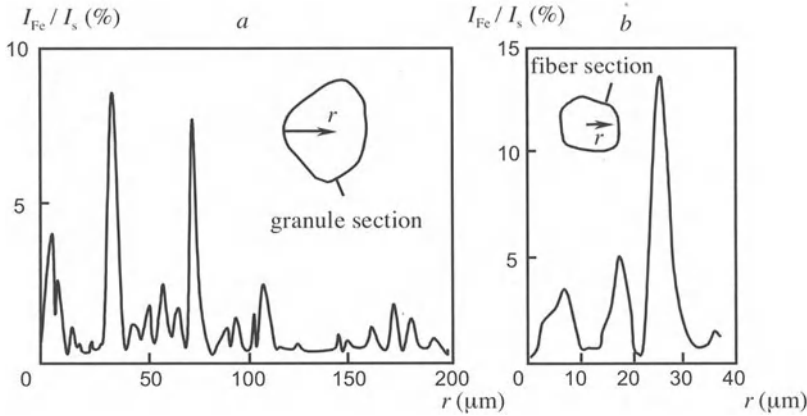 I_Fe / I_s (%)
a
10
5
0
50
100
150
200
r (μm)
r
granule section
I_Fe / I_s (%)
b
15
10
5
0
10
20
30
40
r (μm)
fiber section
r